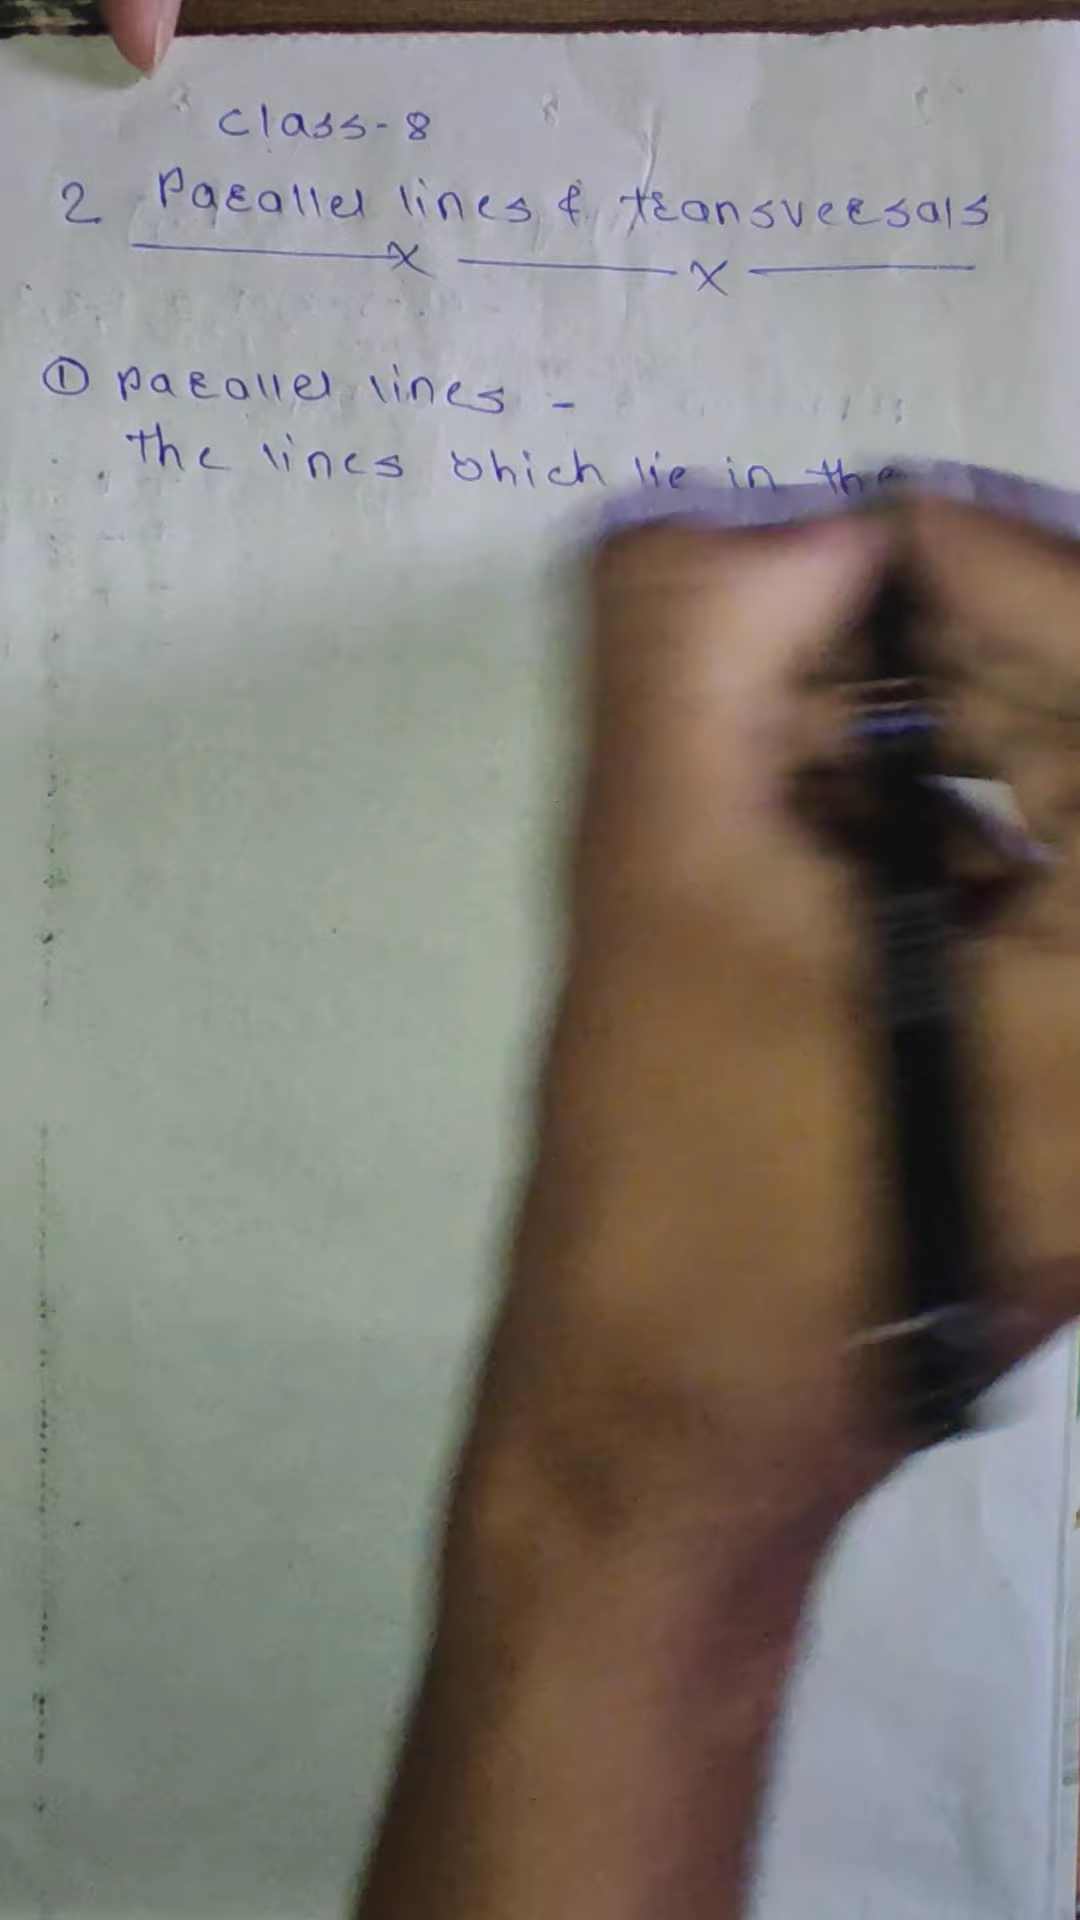 class-8
2 Parallel lines & transversals
① parallel lines -
the lines which lie in the